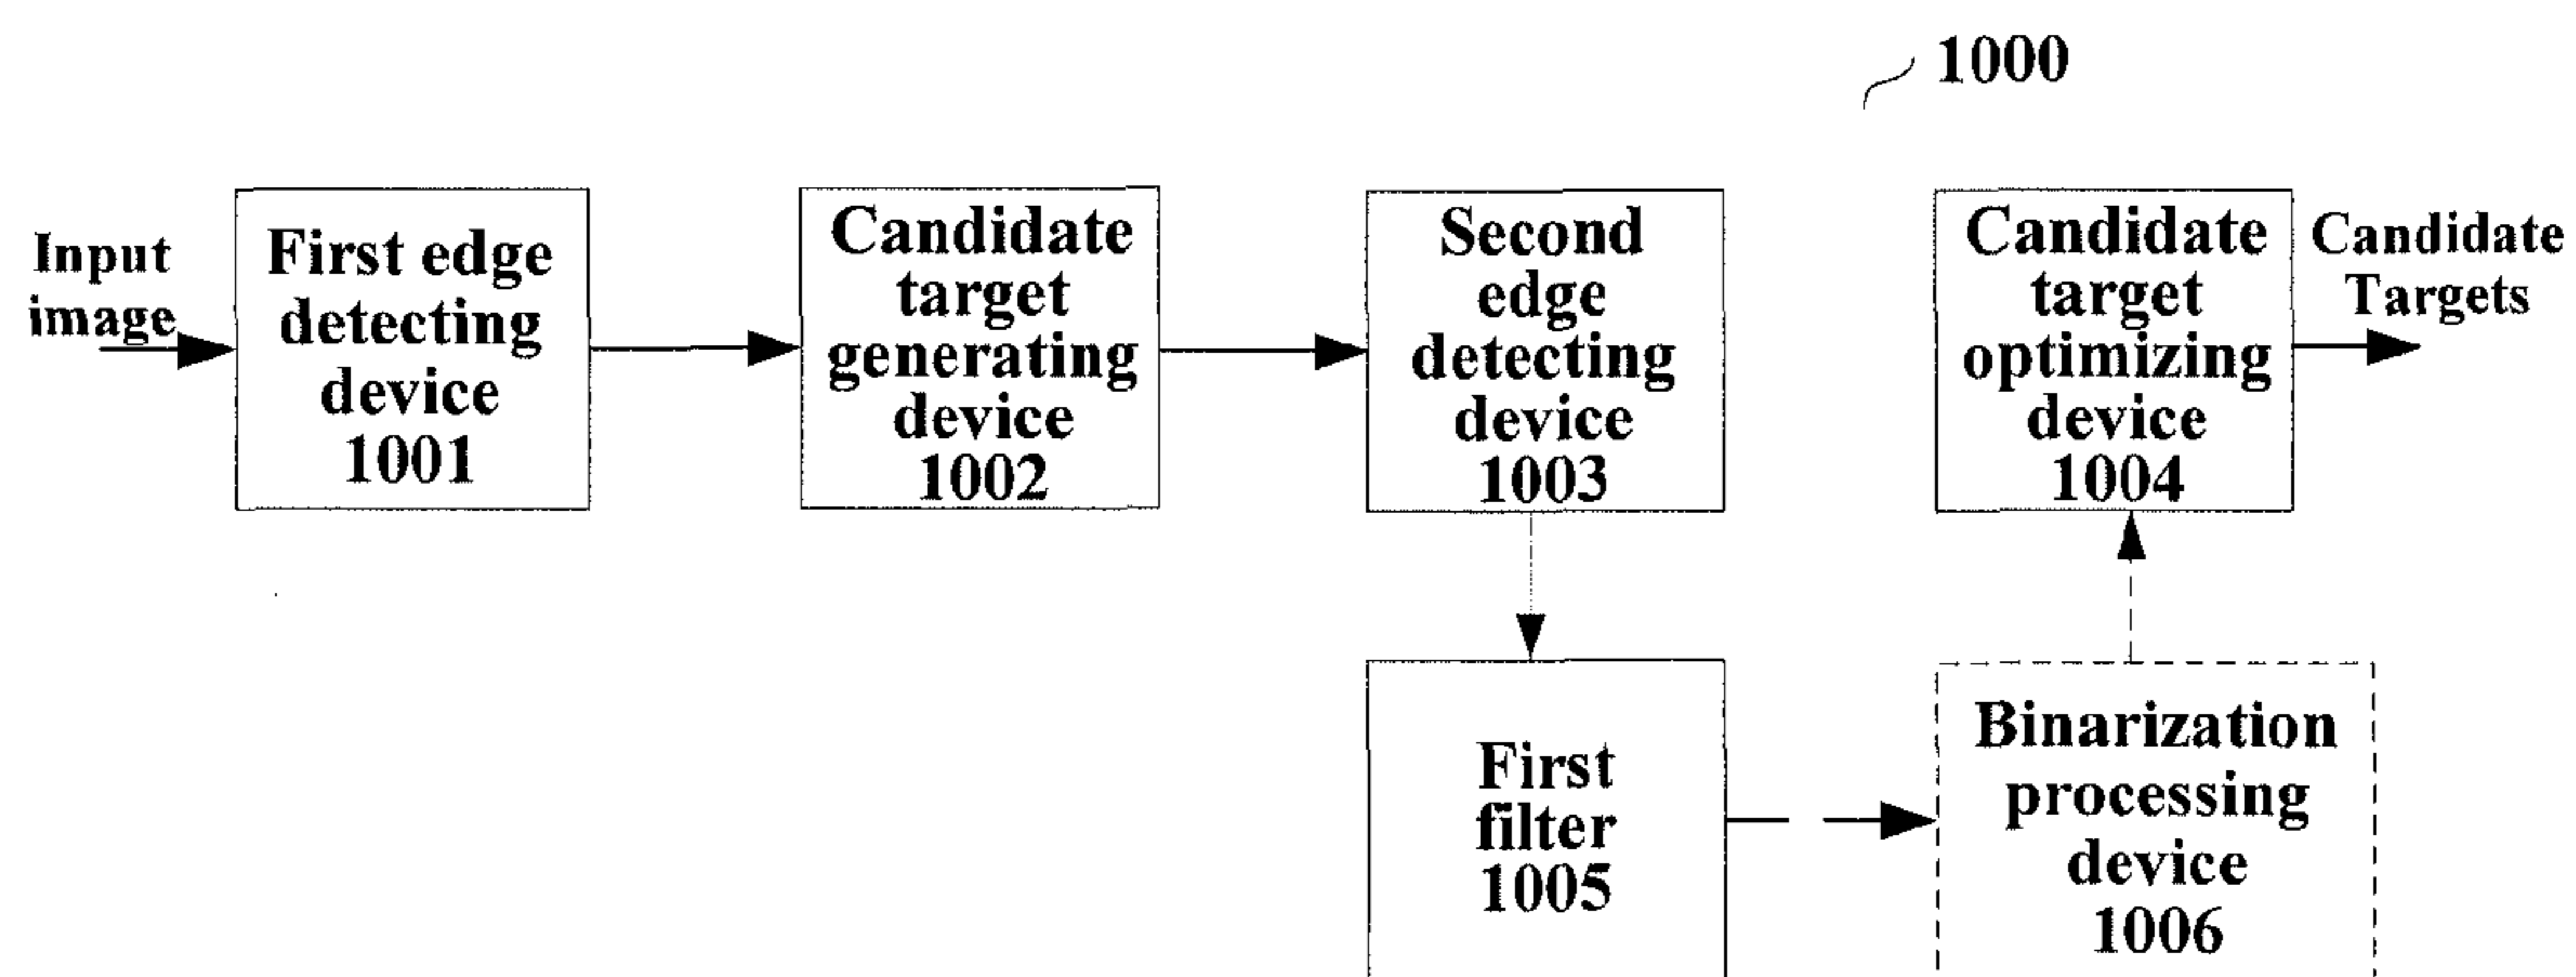 1000
Input
image
First edge
detecting
device
1001
Candidate
target
generating
device
1002
Second
edge
detecting
device
1003
Candidate
target
optimizing
device
1004
Candidate
Targets
First
filter
1005
Binarization
processing
device
1006